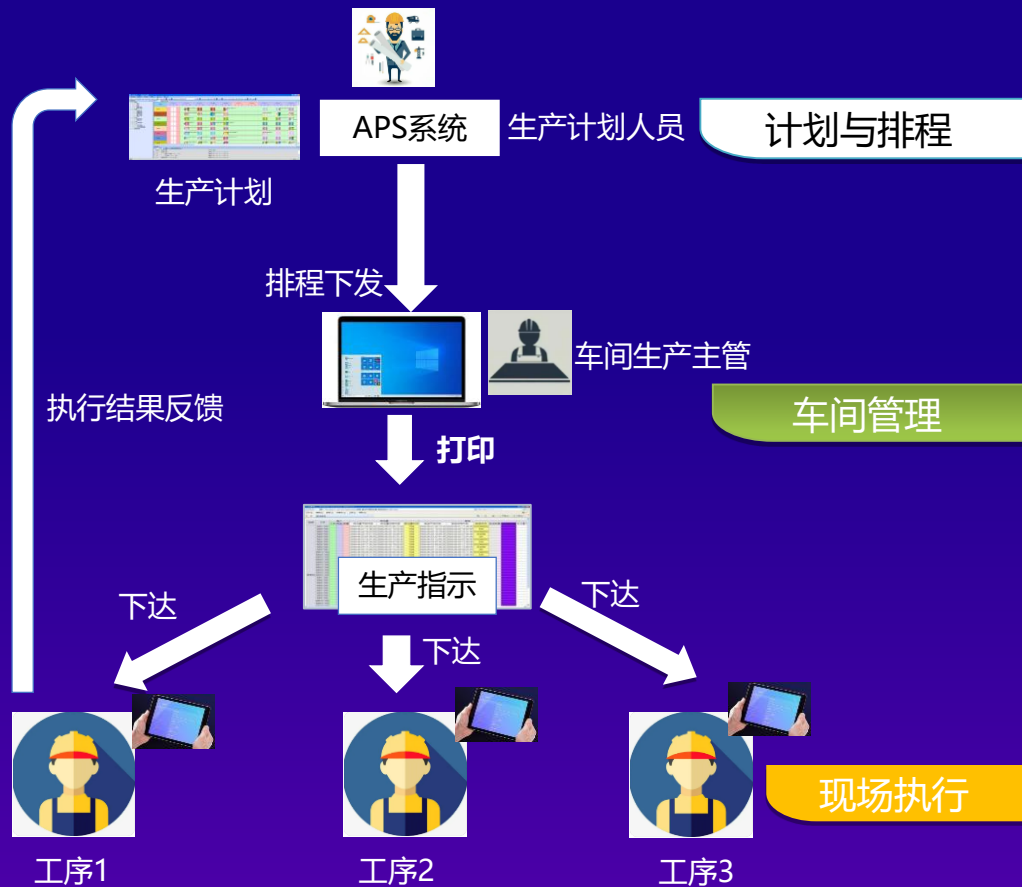 APS系统
生产计划人员
计划与排程
生产计划
排程下发
车间生产主管
执行结果反馈
车间管理
打印
生产指示
下达
下达
下达
现场执行
工序1
工序2
工序3